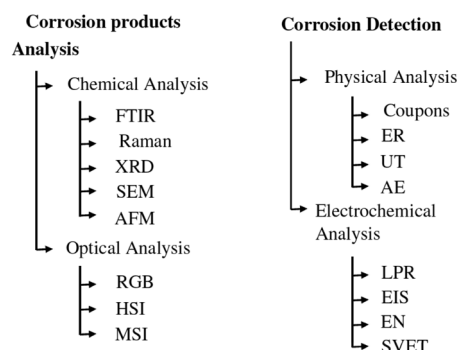 Corrosion products
Analysis
Chemical Analysis
FTIR
Raman
XRD
SEM
AFM
Optical Analysis
RGB
HSI
MSI
Corrosion Detection
Physical Analysis
Coupons
ER
UT
AE
Electrochemical
Analysis
LPR
EIS
EN
SVET